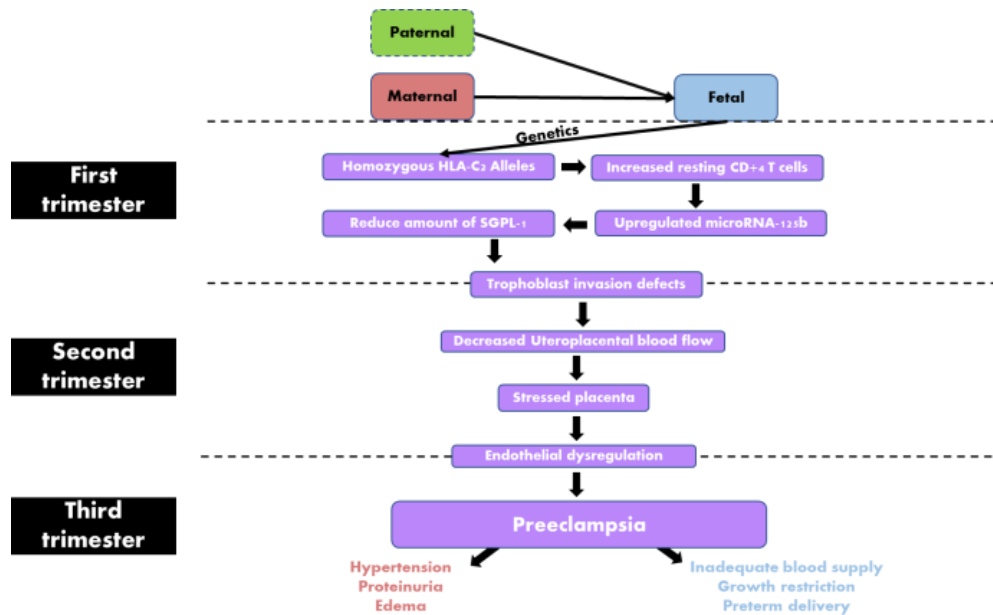 Paternal
Maternal
Fetal
Genetics
First
trimester
Homozygous HLA-C₂ Alleles
Increased resting CD+₄ T cells
Reduce amount of SGPL-₁
Upregulated microRNA-₁₂₅b
Trophoblast invasion defects
Second
trimester
Decreased Uteroplacental blood flow
Stressed placenta
Endothelial dysregulation
Third
trimester
Preeclampsia
Hypertension
Proteinuria
Edema
Inadequate blood supply
Growth restriction
Preterm delivery